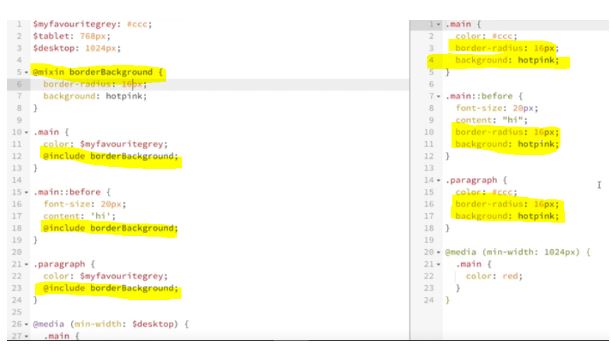 1 $myfavouritegrey: #ccc;
2 $tablet: 768px;
3 $desktop: 1024px;
4
5 @mixin borderBackground {
6 border-radius: 16px;
7 background: hotpink;
8 }
9
10 .main {
11 color: $myfavouritegrey;
12 @include borderBackground;
13 }
14
15 .main::before {
16 font-size: 20px;
17 content: 'hi';
18 @include borderBackground;
19 }
20
21 .paragraph {
22 color: $myfavouritegrey;
23 @include borderBackground;
24 }
25
26 @media (min-width: $desktop) {
27 .main {
1 .main {
2 color: #ccc;
3 border-radius: 16px;
4 background: hotpink;
5 }
6
7 .main::before {
8 font-size: 20px;
9 content: "hi";
10 border-radius: 16px;
11 background: hotpink;
12 }
13
14 .paragraph {
15 color: #ccc;
16 border-radius: 16px;
17 background: hotpink;
18 }
19
20 @media (min-width: 1024px) {
21 .main {
22 color: red;
23 }
24 }